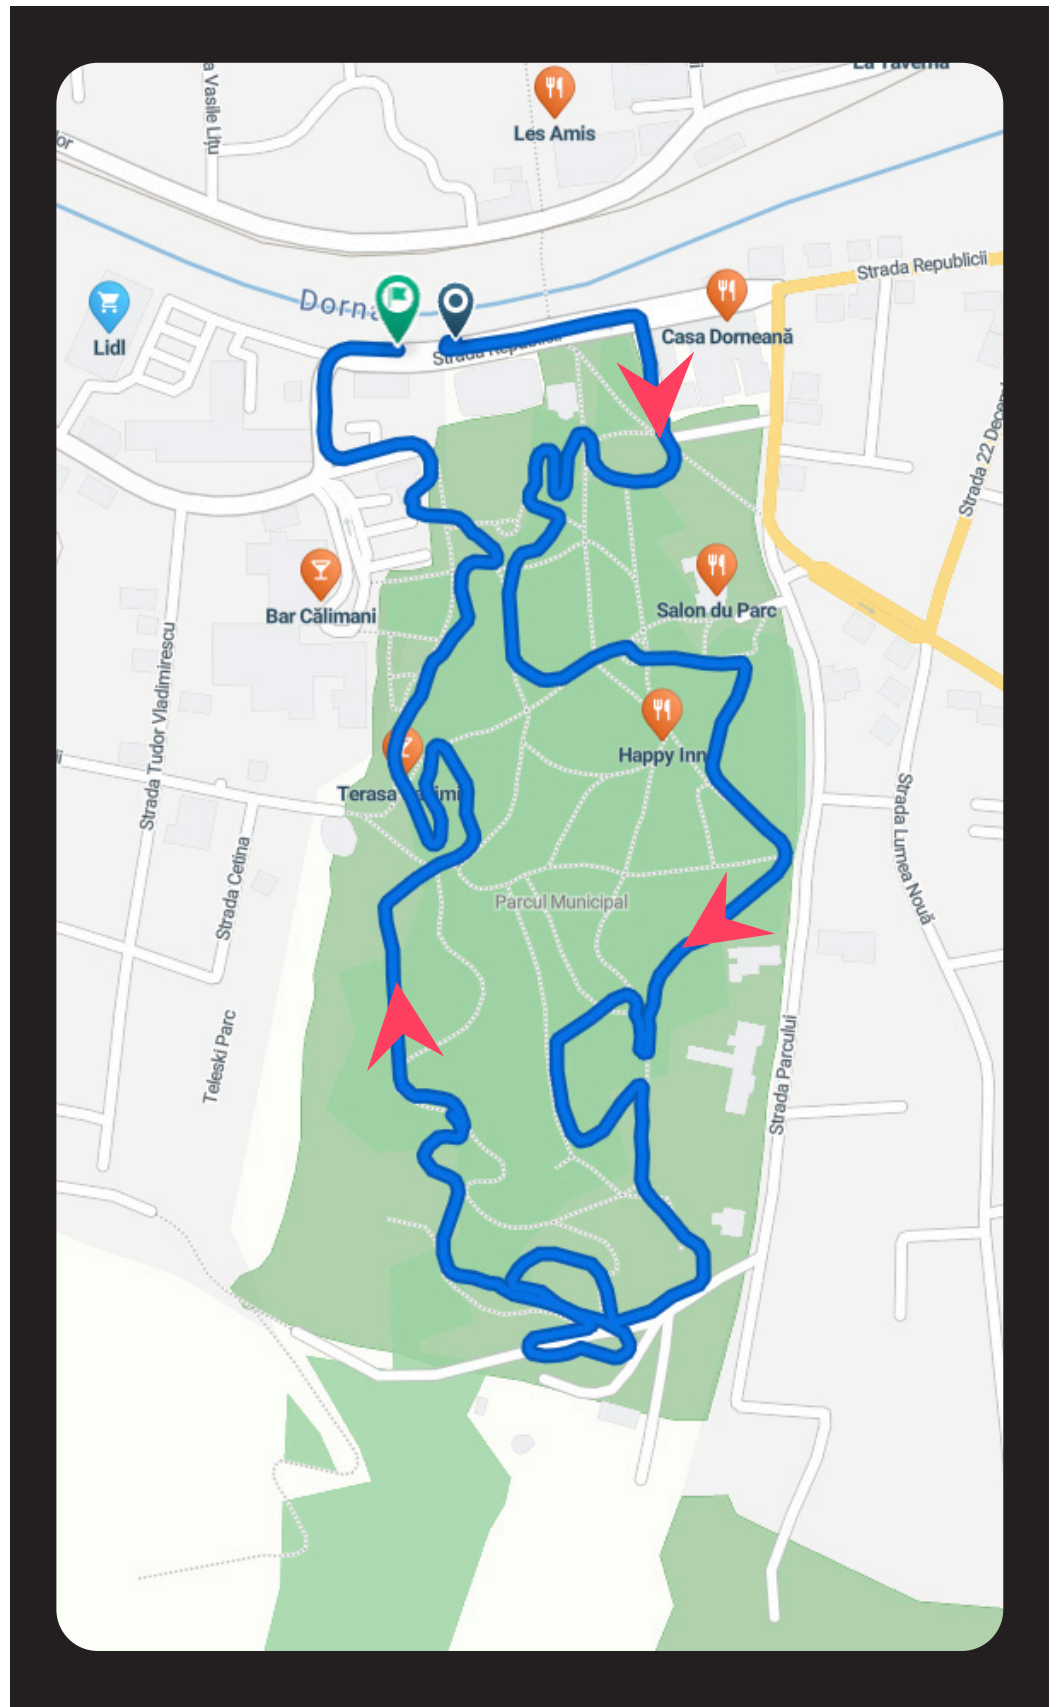 La Taverna
a Vasile Lițu
Les Amis
Strada Republicii
Dorna
Casa Dorneană
Lidl
Strada Republicii
Strada 22 Decem
Bar Călimani
Salon du Parc
Strada Tudor Vladimirescu
Happy Inn
Terasa
Strada Lumea Nouă
Strada Cetina
Parcul Municipal
Teleski Parc
Strada Parcului